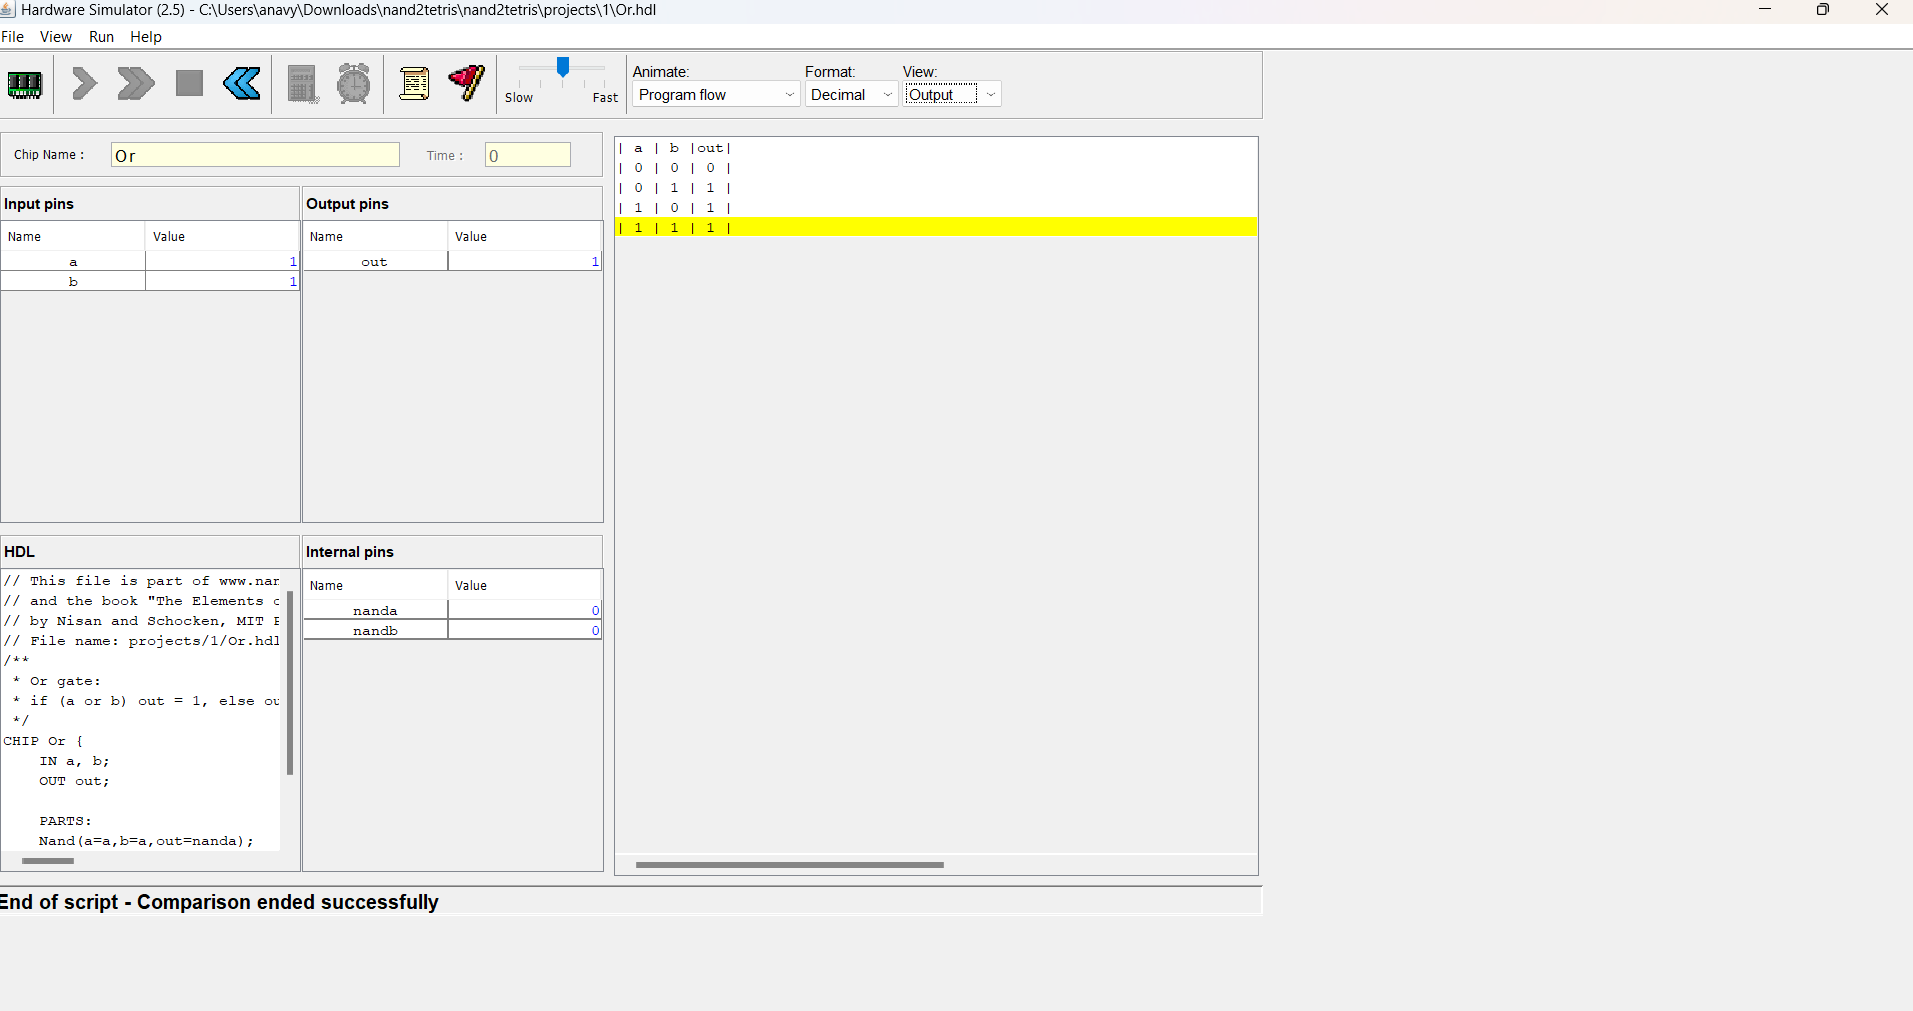 Hardware Simulator (2.5) - C:\Users\anavy\Downloads\nand2tetris\nand2tetris\projects\1\Or.hdl
File View Run Help
Slow Fast
Animate: Format: View:
Program flow Decimal Output
Chip Name : Or Time : 0
Input pins
Name Value
a 1
b 1
Output pins
Name Value
out 1
HDL
// This file is part of www.nan
// and the book "The Elements o
// by Nisan and Schocken, MIT P
// File name: projects/1/Or.hdl
/**
* Or gate:
* if (a or b) out = 1, else ou
*/
CHIP Or {
IN a, b;
OUT out;
PARTS:
Nand(a=a,b=a,out=nanda);
Internal pins
Name Value
nanda 0
nandb 0
| a | b |out|
| 0 | 0 | 0 |
| 0 | 1 | 1 |
| 1 | 0 | 1 |
| 1 | 1 | 1 |
End of script - Comparison ended successfully